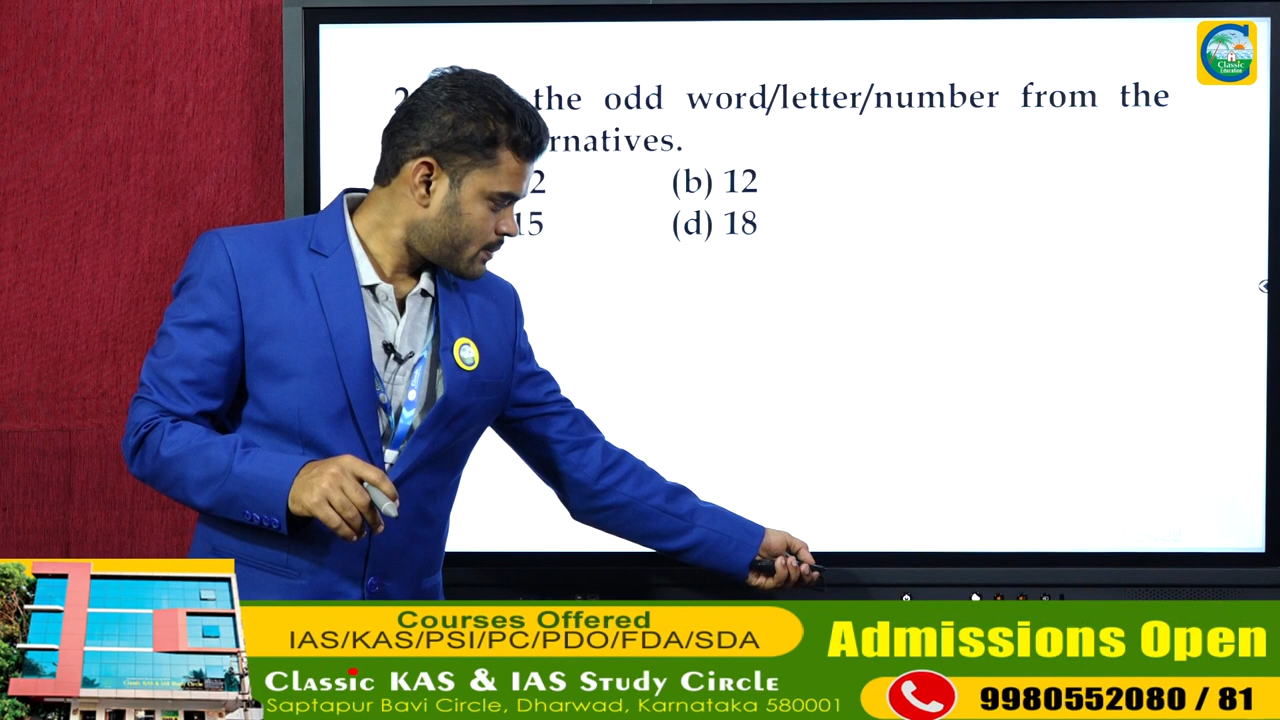 the odd word/letter/number from the
rnatives.
2 (b) 12
15 (d) 18
Classic
Education
Courses Offered
IAS/KAS/PSI/PC/PDO/FDA/SDA
Admissions Open
Classic KAS & IAS Study Circle
Saptapur Bavi Circle, Dharwad, Karnataka 580001
9980552080 / 81